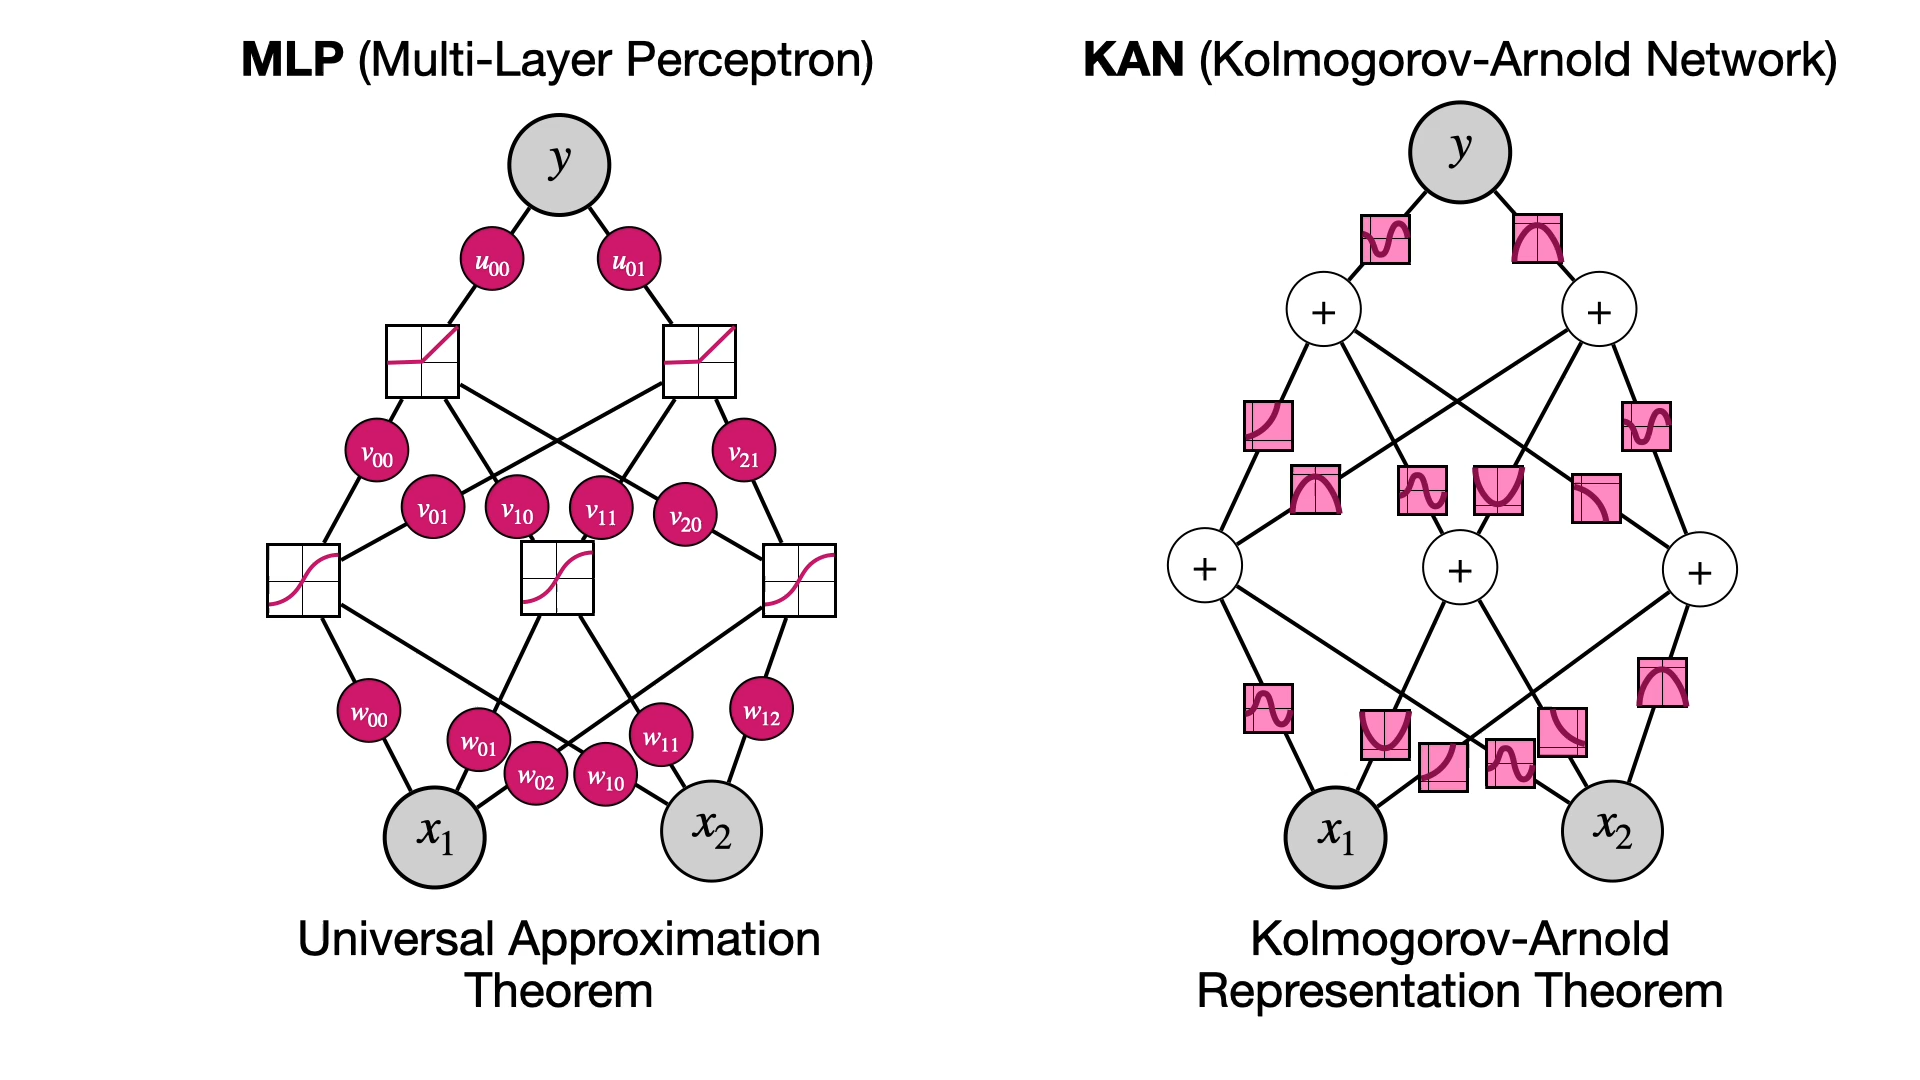 MLP (Multi-Layer Perceptron)
y
u00 u01
v00 v21
v01 v10 v11 v20
w00 w12
w01 w11
w02 w10
x1 x2
Universal Approximation
Theorem
KAN (Kolmogorov-Arnold Network)
y
+ +
+ + +
x1 x2
Kolmogorov-Arnold
Representation Theorem